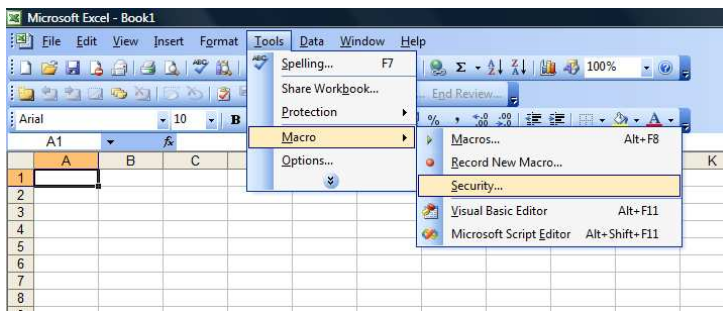 Microsoft Excel - Book1
File Edit View Insert Format Tools Data Window Help
Spelling... F7
Σ 100%
Share Workbook...
End Review...
Protection
Arial 10 B % ,
A1 fx
Macro
Macros... Alt+F8
Options...
Record New Macro...
Security...
Visual Basic Editor Alt+F11
Microsoft Script Editor Alt+Shift+F11
A B C K
1
2
3
4
5
6
7
8